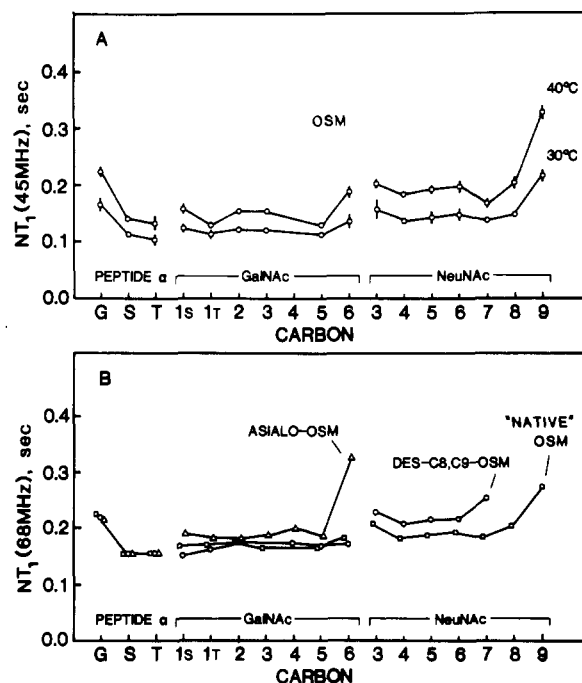 A
NT₁ (45MHz), sec
0.4
0.3
0.2
0.1
0.0
OSM
40°C
30°C
PEPTIDE α GalNAc NeuNAc
G S T 1S 1T 2 3 4 5 6 3 4 5 6 7 8 9
CARBON
B
NT₁ (68MHz), sec
0.4
0.3
0.2
0.1
0.0
ASIALO-OSM
DES-C8,C9-OSM
"NATIVE"
OSM
PEPTIDE α GalNAc NeuNAc
G S T 1S 1T 2 3 4 5 6 3 4 5 6 7 8 9
CARBON